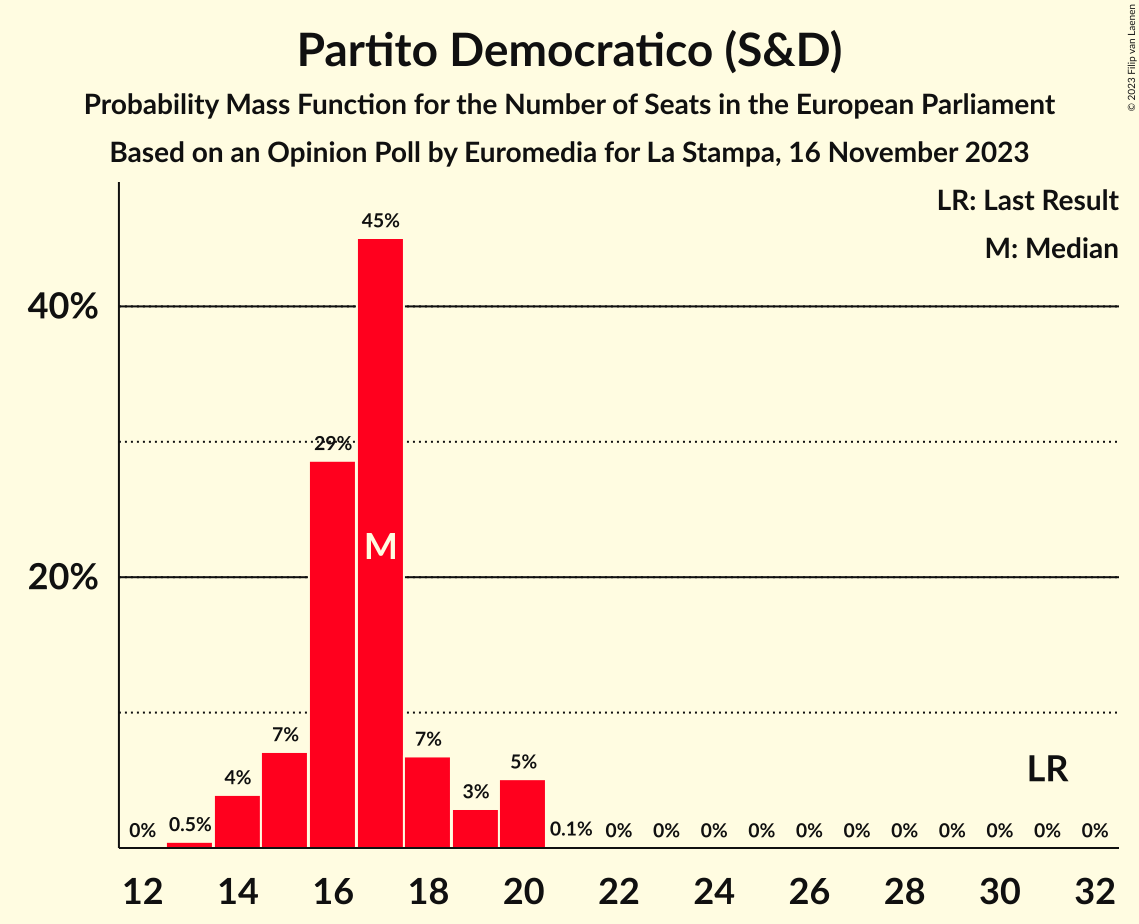 Partito Democratico (S&D)
Probability Mass Function for the Number of Seats in the European Parliament
Based on an Opinion Poll by Euromedia for La Stampa, 16 November 2023
© 2023 Filip van Laenen
LR: Last Result
M: Median
40%
20%
0% 0.5% 4% 7% 29% 45% 7% 3% 5% 0.1% 0% 0% 0% 0% 0% 0% 0% 0% 0% 0% 0%
M
LR
12 14 16 18 20 22 24 26 28 30 32